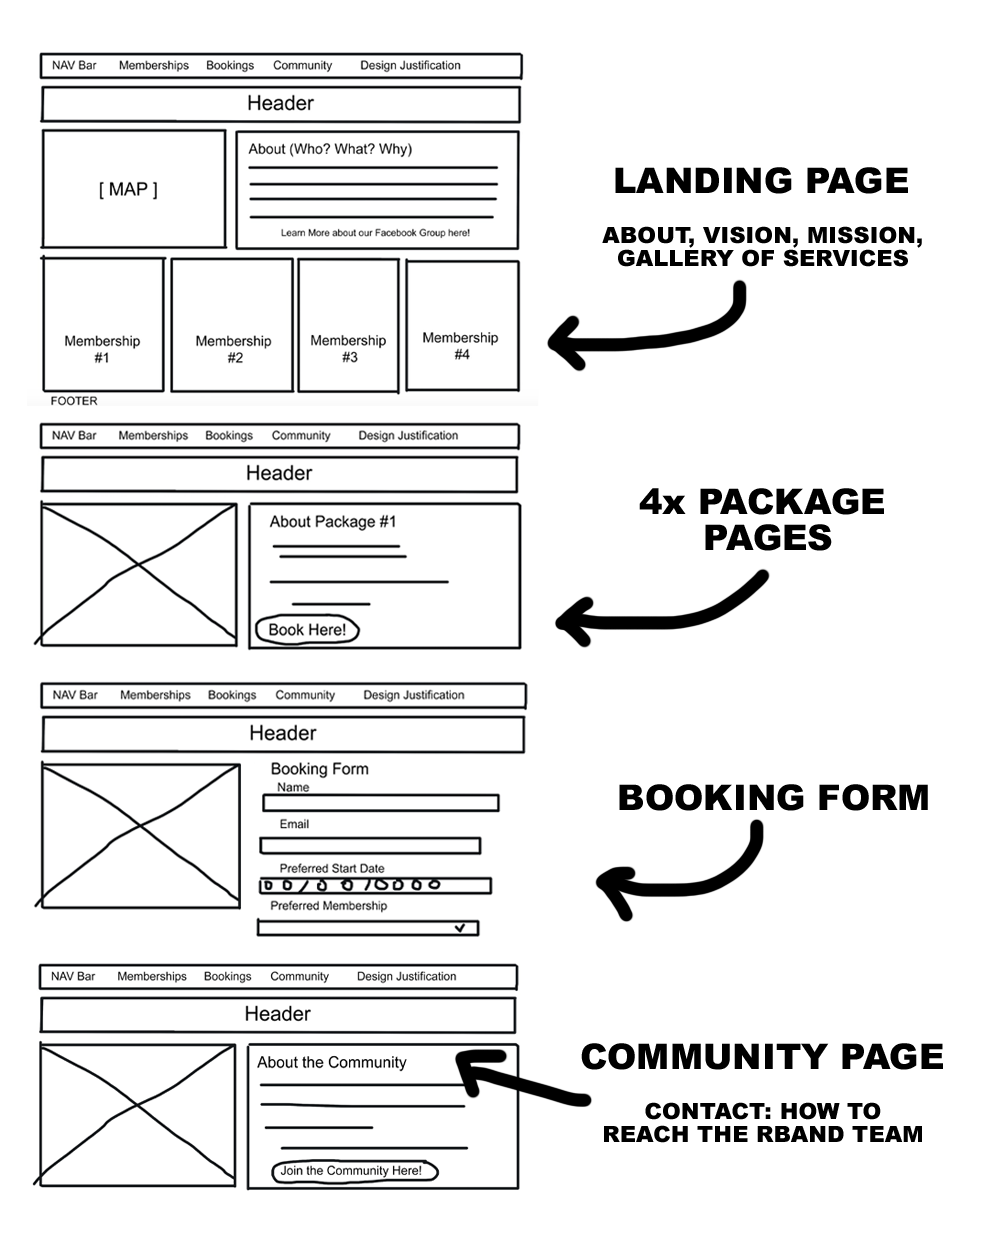 NAV Bar Memberships Bookings Community Design Justification
Header
[ MAP ]
About (Who? What? Why)
Learn More about our Facebook Group here!
Membership
#1
Membership
#2
Membership
#3
Membership
#4
FOOTER
LANDING PAGE
ABOUT, VISION, MISSION,
GALLERY OF SERVICES
NAV Bar Memberships Bookings Community Design Justification
Header
About Package #1
Book Here!
4x PACKAGE
PAGES
NAV Bar Memberships Bookings Community Design Justification
Header
Booking Form
Name
Email
Preferred Start Date
00/00/0000
Preferred Membership
BOOKING FORM
NAV Bar Memberships Bookings Community Design Justification
Header
About the Community
Join the Community Here!
COMMUNITY PAGE
CONTACT: HOW TO
REACH THE RBAND TEAM